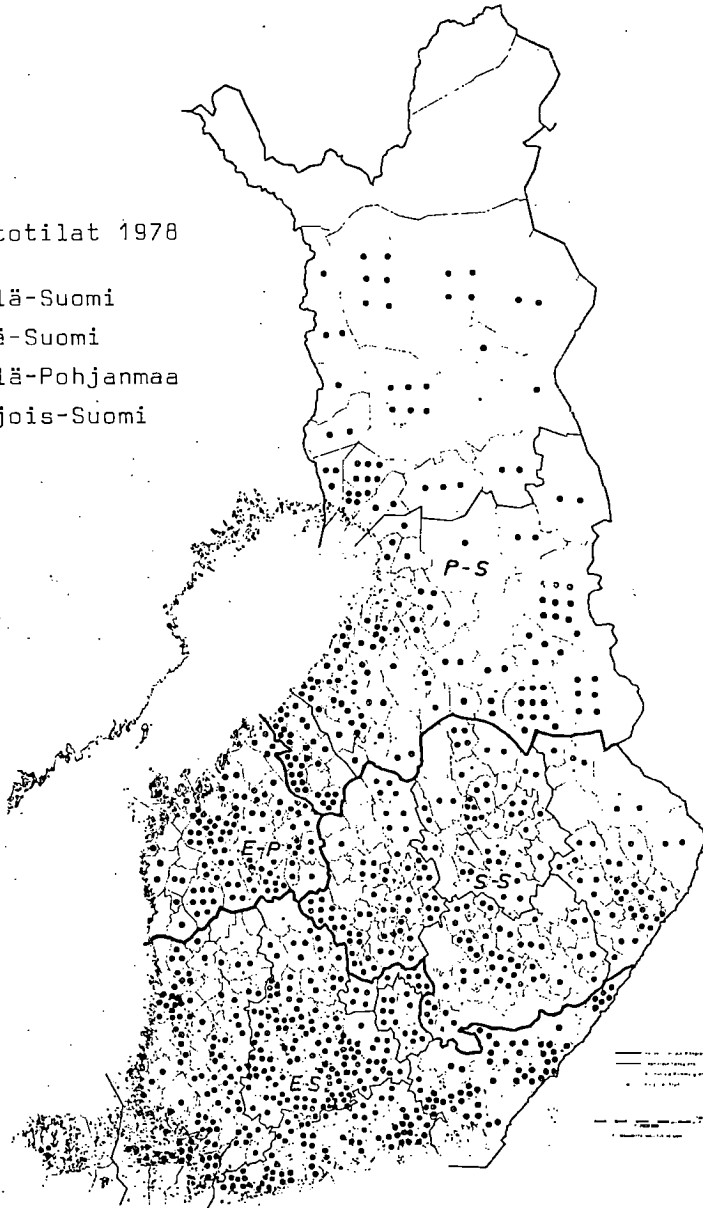 totilat 1978
lä-Suomi
ä-Suomi
lä-Pohjanmaa
jois-Suomi
P-S
E-P
S-S
E-S